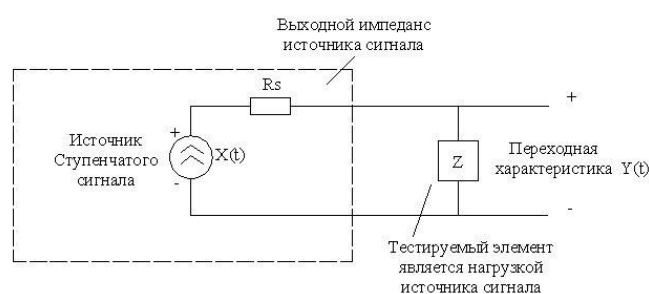 Выходной импеданс
источника сигнала
Rs
+
Источник
Ступенчатого
сигнала
+
X(t)
-
Z
Переходная
характеристика Y(t)
-
Тестируемый элемент
является нагрузкой
источника сигнала